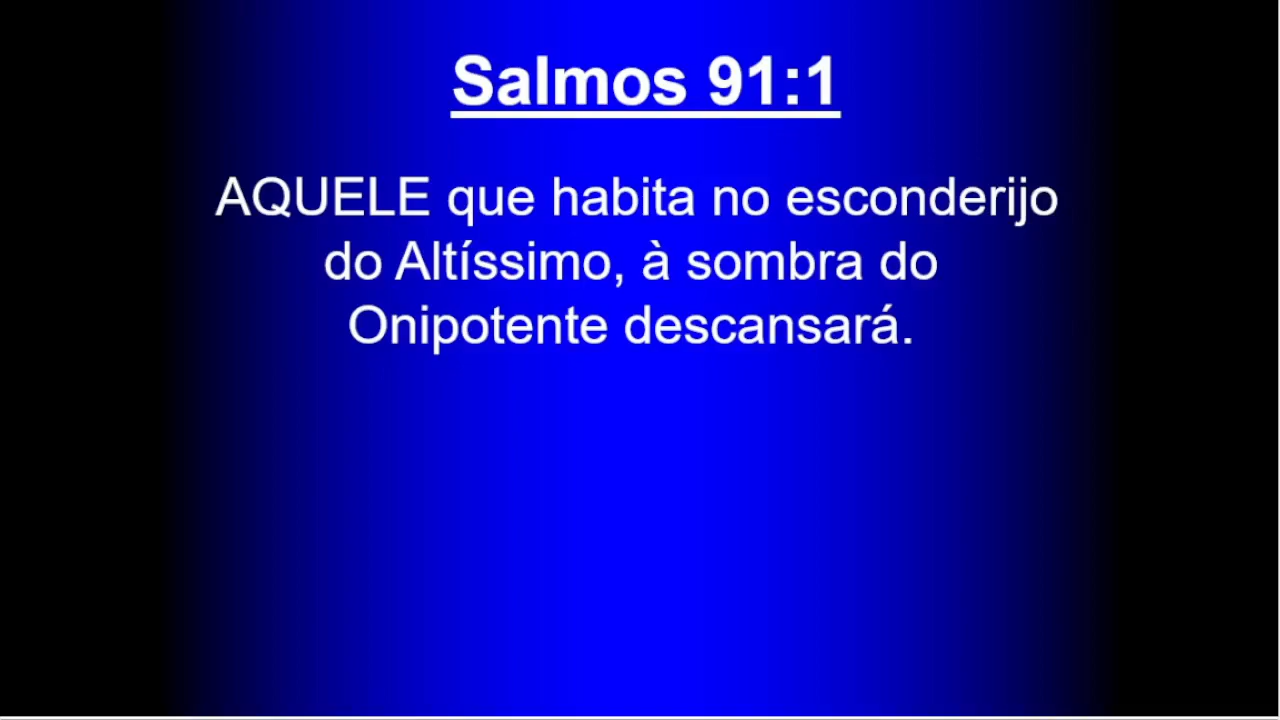 Salmos 91:1
AQUELE que habita no esconderijo
do Altíssimo, à sombra do
Onipotente descansará.